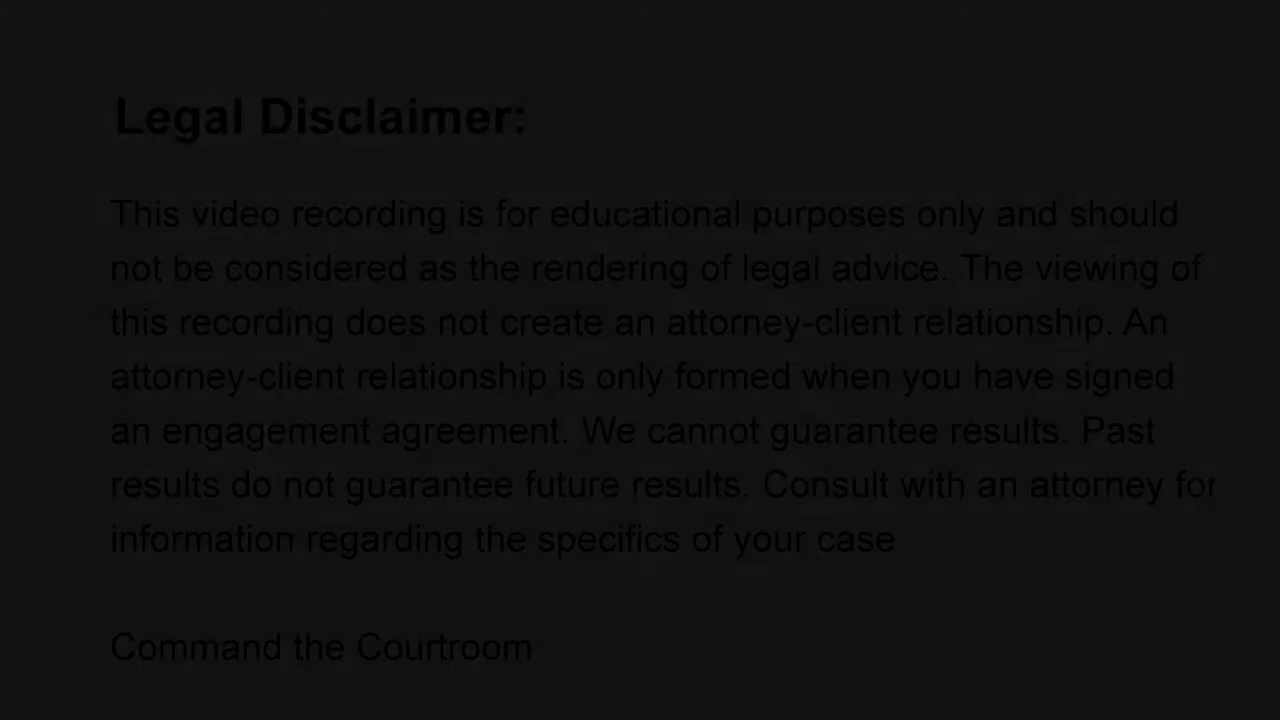 Legal Disclaimer:
This video recording is for educational purposes only and should
not be considered as the rendering of legal advice. The viewing of
this recording does not create an attorney-client relationship. An
attorney-client relationship is only formed when you have signed
an engagement agreement. We cannot guarantee results. Past
results do not guarantee future results. Consult with an attorney for
information regarding the specifics of your case
Command the Courtroom